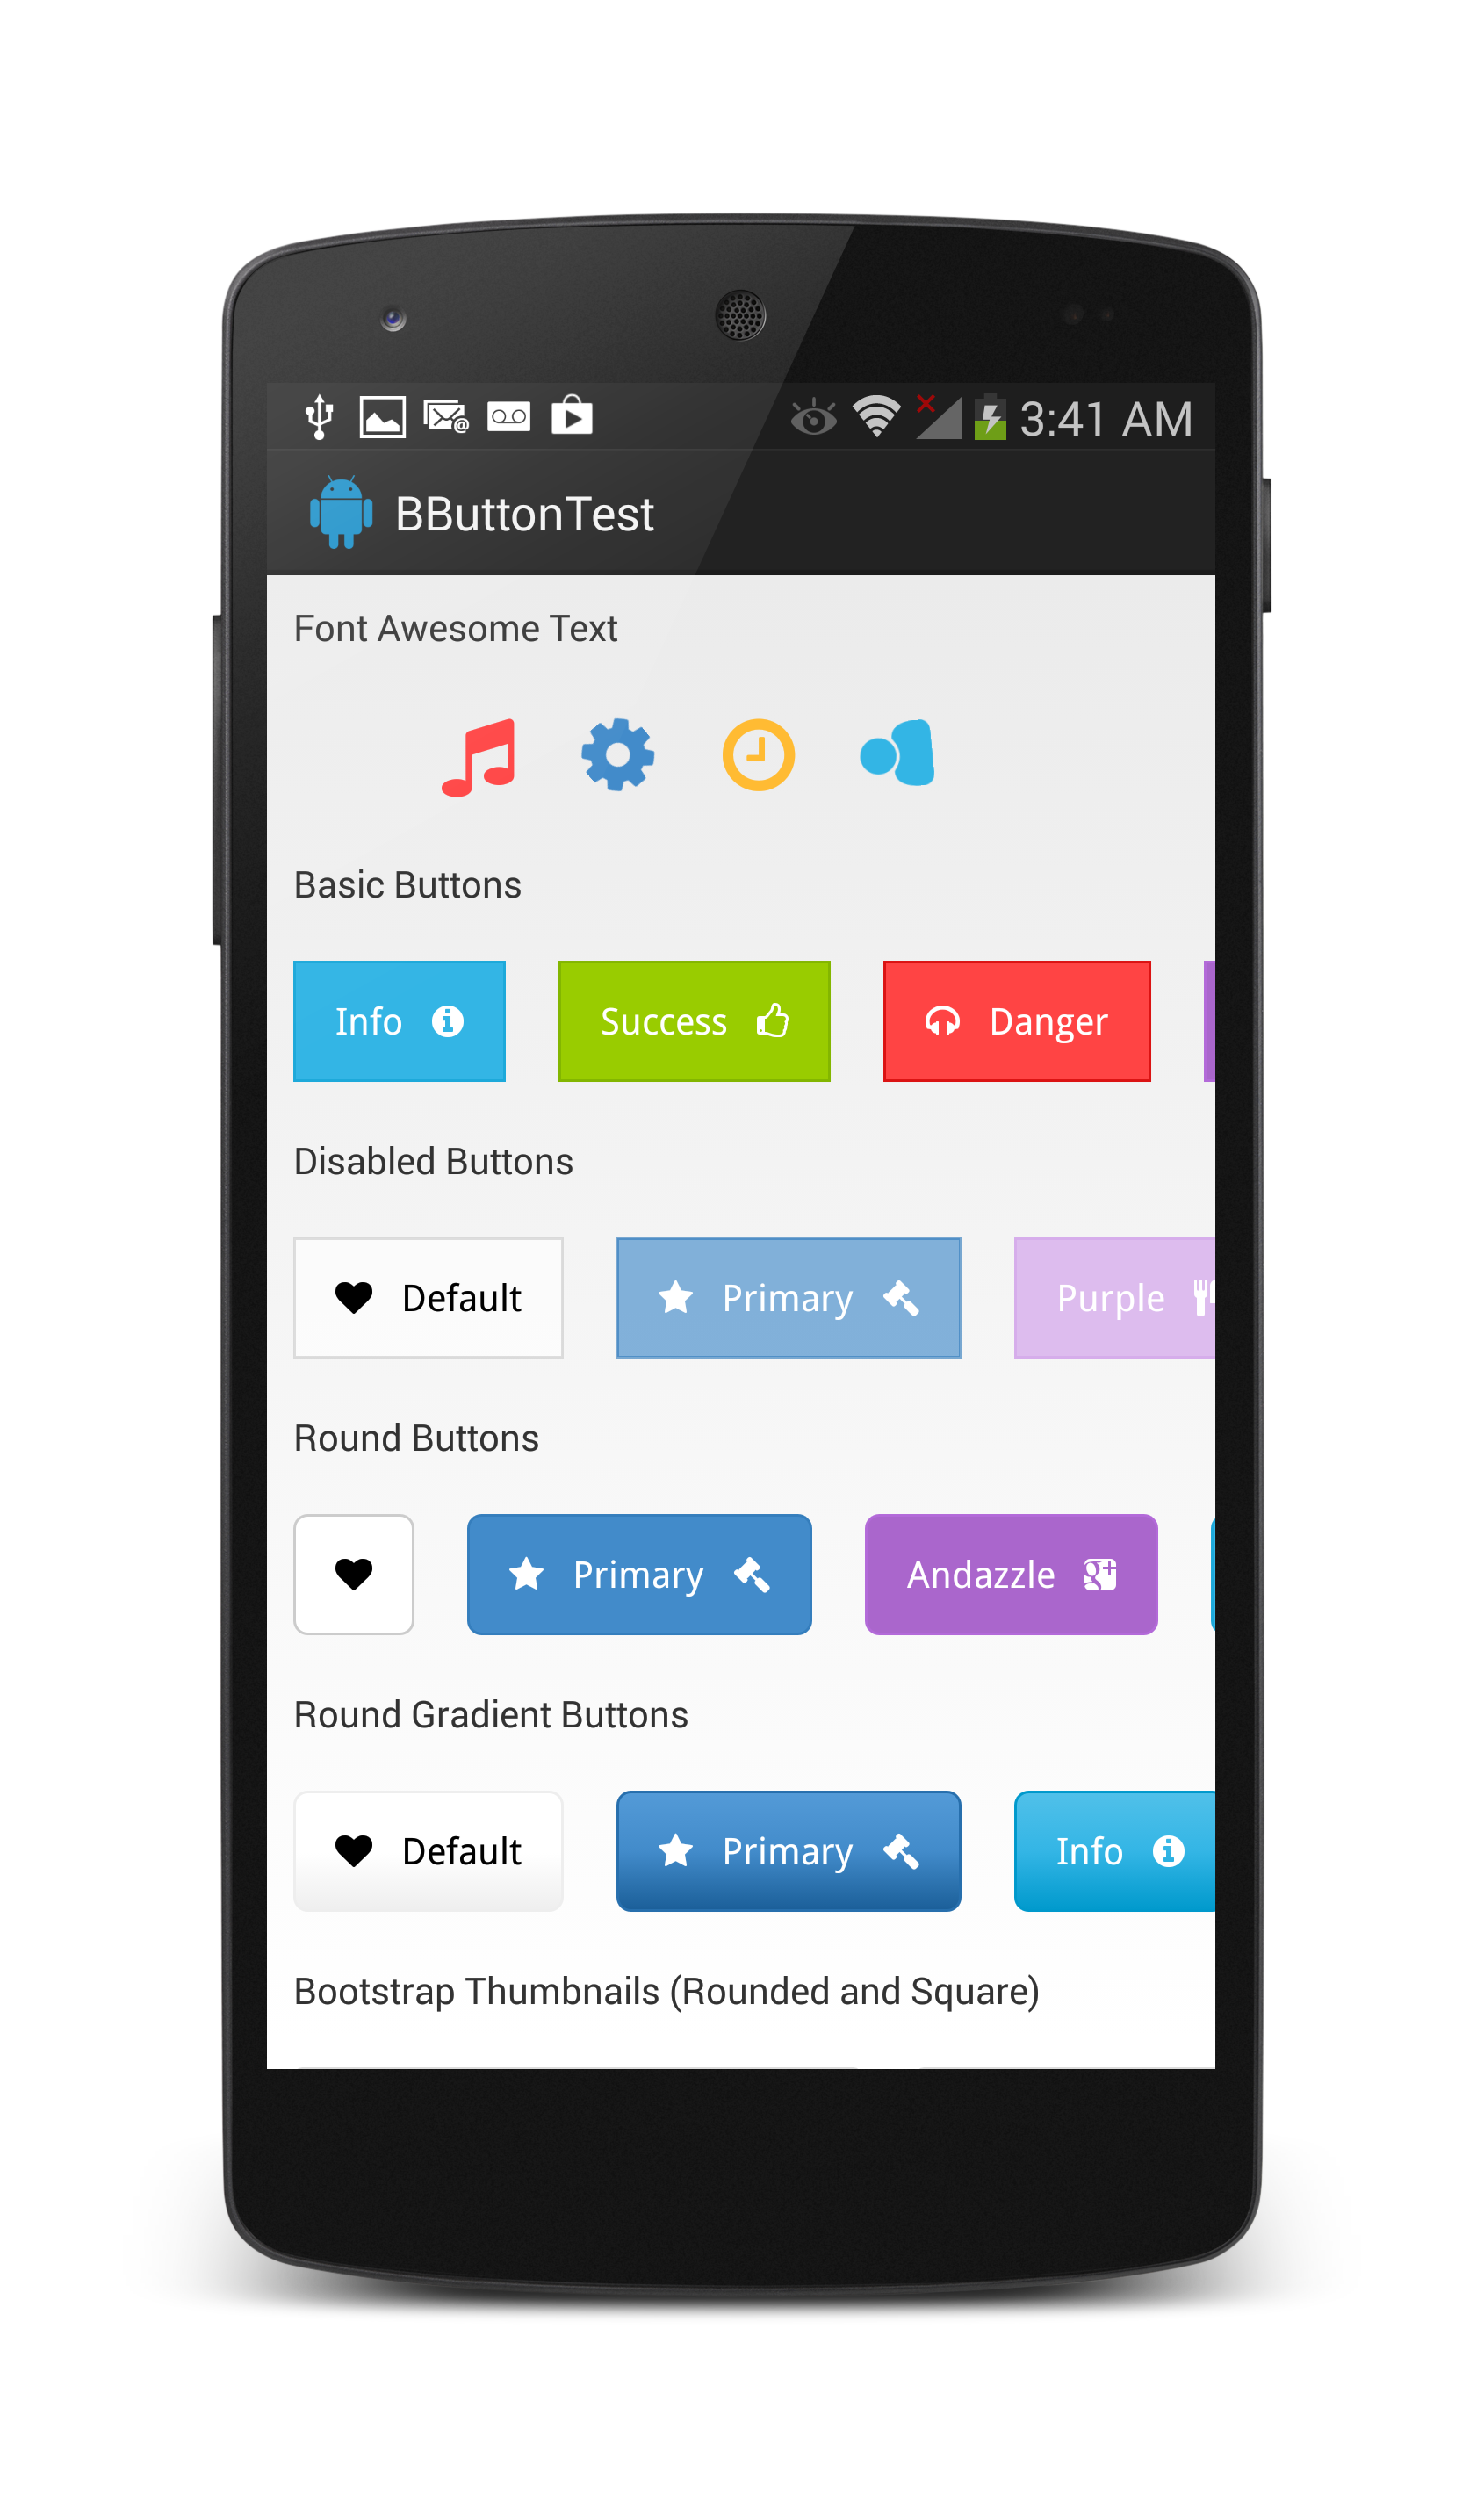 3:41 AM
BButtonTest
Font Awesome Text
Basic Buttons
Info Success Danger
Disabled Buttons
Default Primary Purple
Round Buttons
Primary Andazzle
Round Gradient Buttons
Default Primary Info
Bootstrap Thumbnails (Rounded and Square)